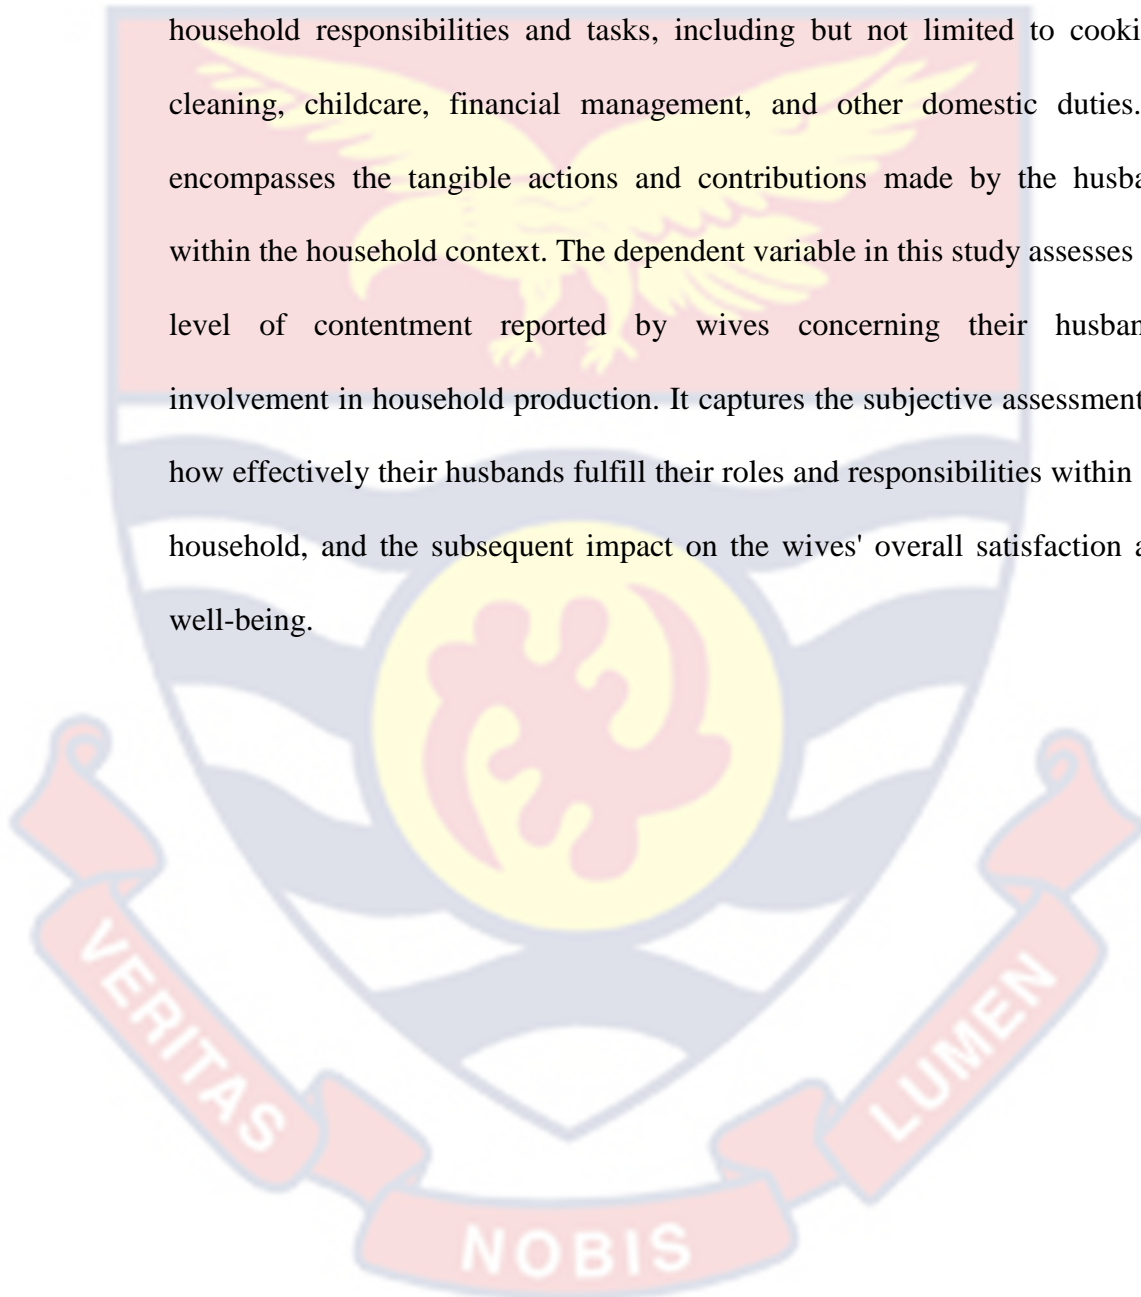 household responsibilities and tasks, including but not limited to cooki
cleaning, childcare, financial management, and other domestic duties.
encompasses the tangible actions and contributions made by the husba
within the household context. The dependent variable in this study assesses
level of contentment reported by wives concerning their husban
involvement in household production. It captures the subjective assessment
how effectively their husbands fulfill their roles and responsibilities within
household, and the subsequent impact on the wives' overall satisfaction a
well-being.
VERITAS
NOBIS
LUMEN